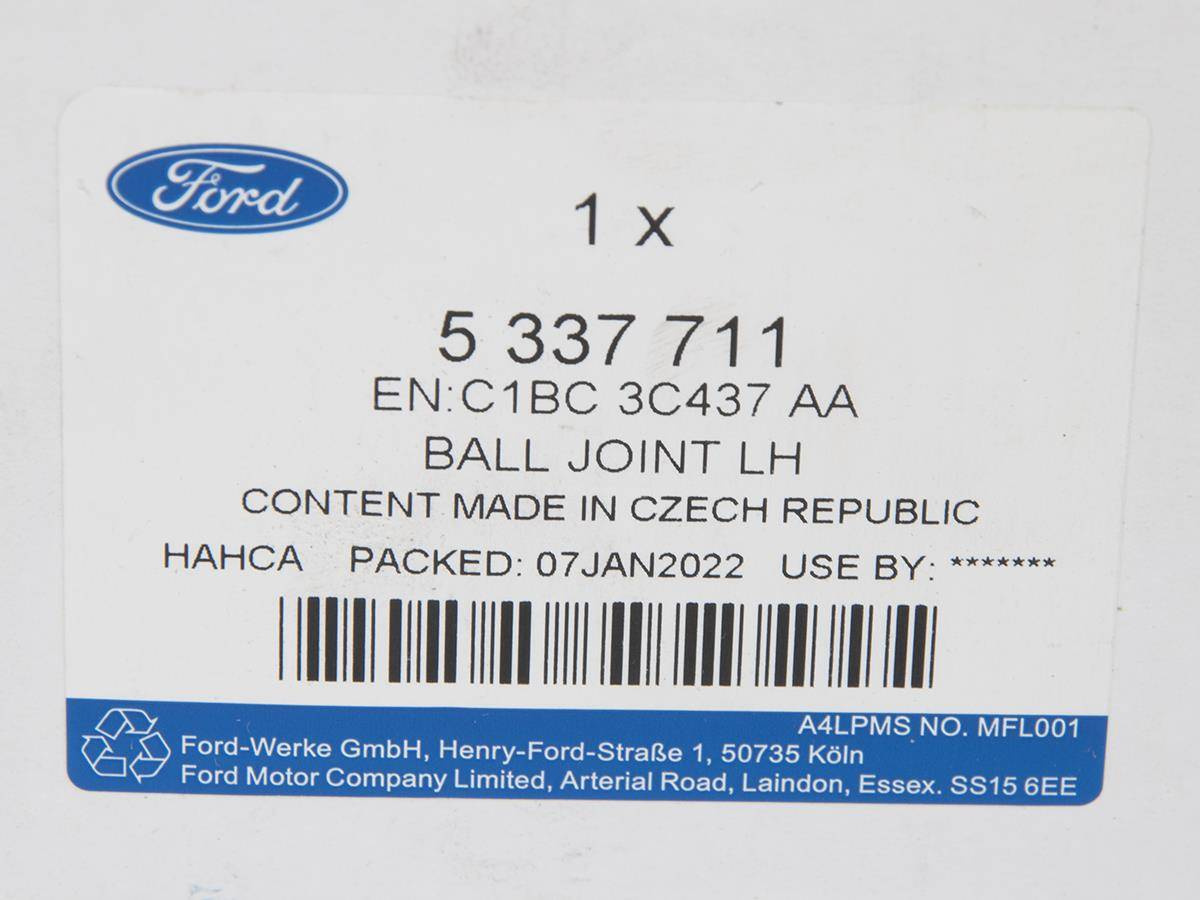 Ford
1 x
5 337 711
EN:C1BC 3C437 AA
BALL JOINT LH
CONTENT MADE IN CZECH REPUBLIC
HAHCA PACKED: 07JAN2022 USE BY: *******
A4LPMS NO. MFL001
Ford-Werke GmbH, Henry-Ford-Straße 1, 50735 Köln
Ford Motor Company Limited, Arterial Road, Laindon, Essex. SS15 6EE